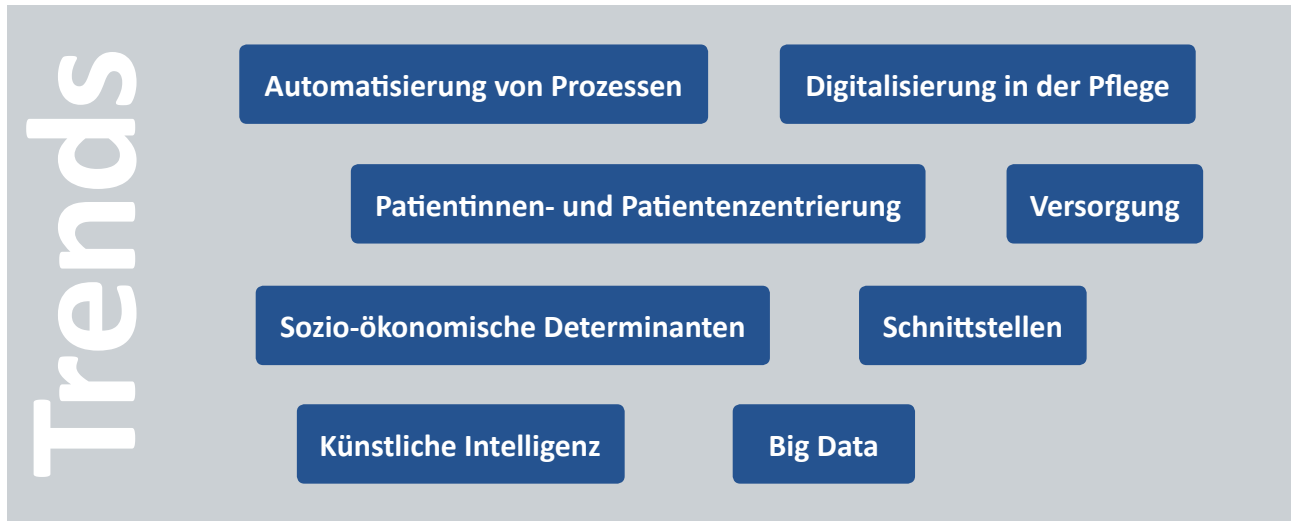 Trends
Automatisierung von Prozessen
Digitalisierung in der Pflege
Patientinnen- und Patientenzentrierung
Versorgung
Sozio-ökonomische Determinanten
Schnittstellen
Künstliche Intelligenz
Big Data